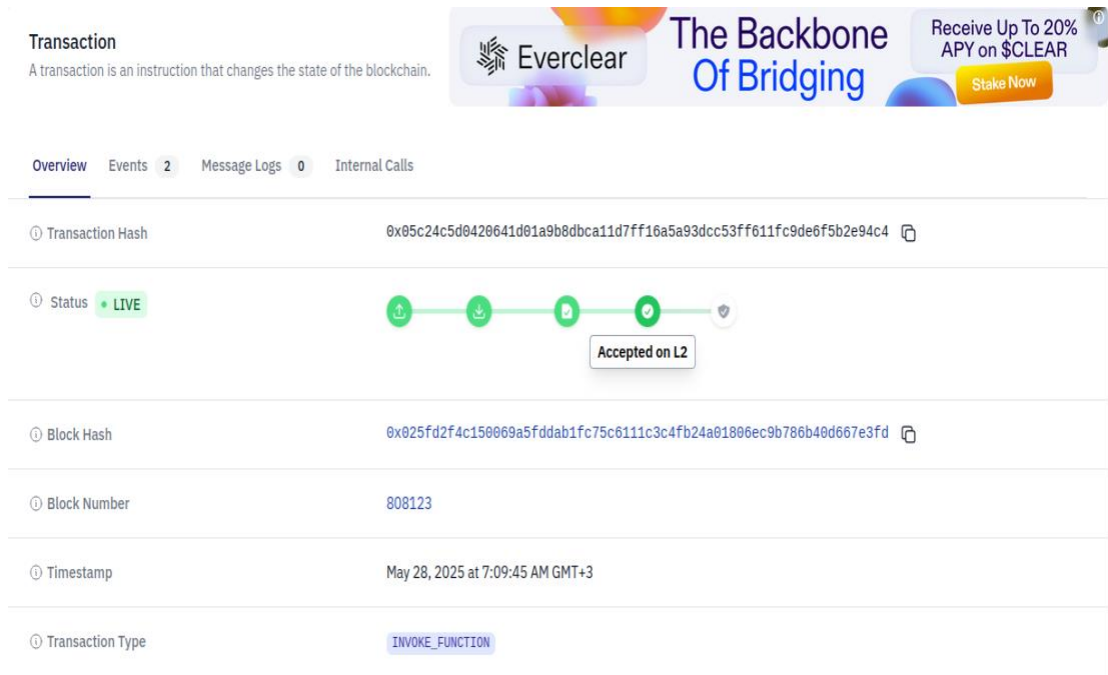 Transaction
A transaction is an instruction that changes the state of the blockchain.
Everclear
The Backbone
Of Bridging
Receive Up To 20%
APY on $CLEAR
Stake Now
Overview Events 2 Message Logs 0 Internal Calls
Transaction Hash 0x05c24c5d0420641d01a9b8dbca11d7ff16a5a93dcc53ff611fc9de6f5b2e94c4
Status LIVE
Accepted on L2
Block Hash 0x025fd2f4c150069a5fddab1fc75c6111c3c4fb24a01806ec9b786b40d667e3fd
Block Number 808123
Timestamp May 28, 2025 at 7:09:45 AM GMT+3
Transaction Type INVOKE_FUNCTION